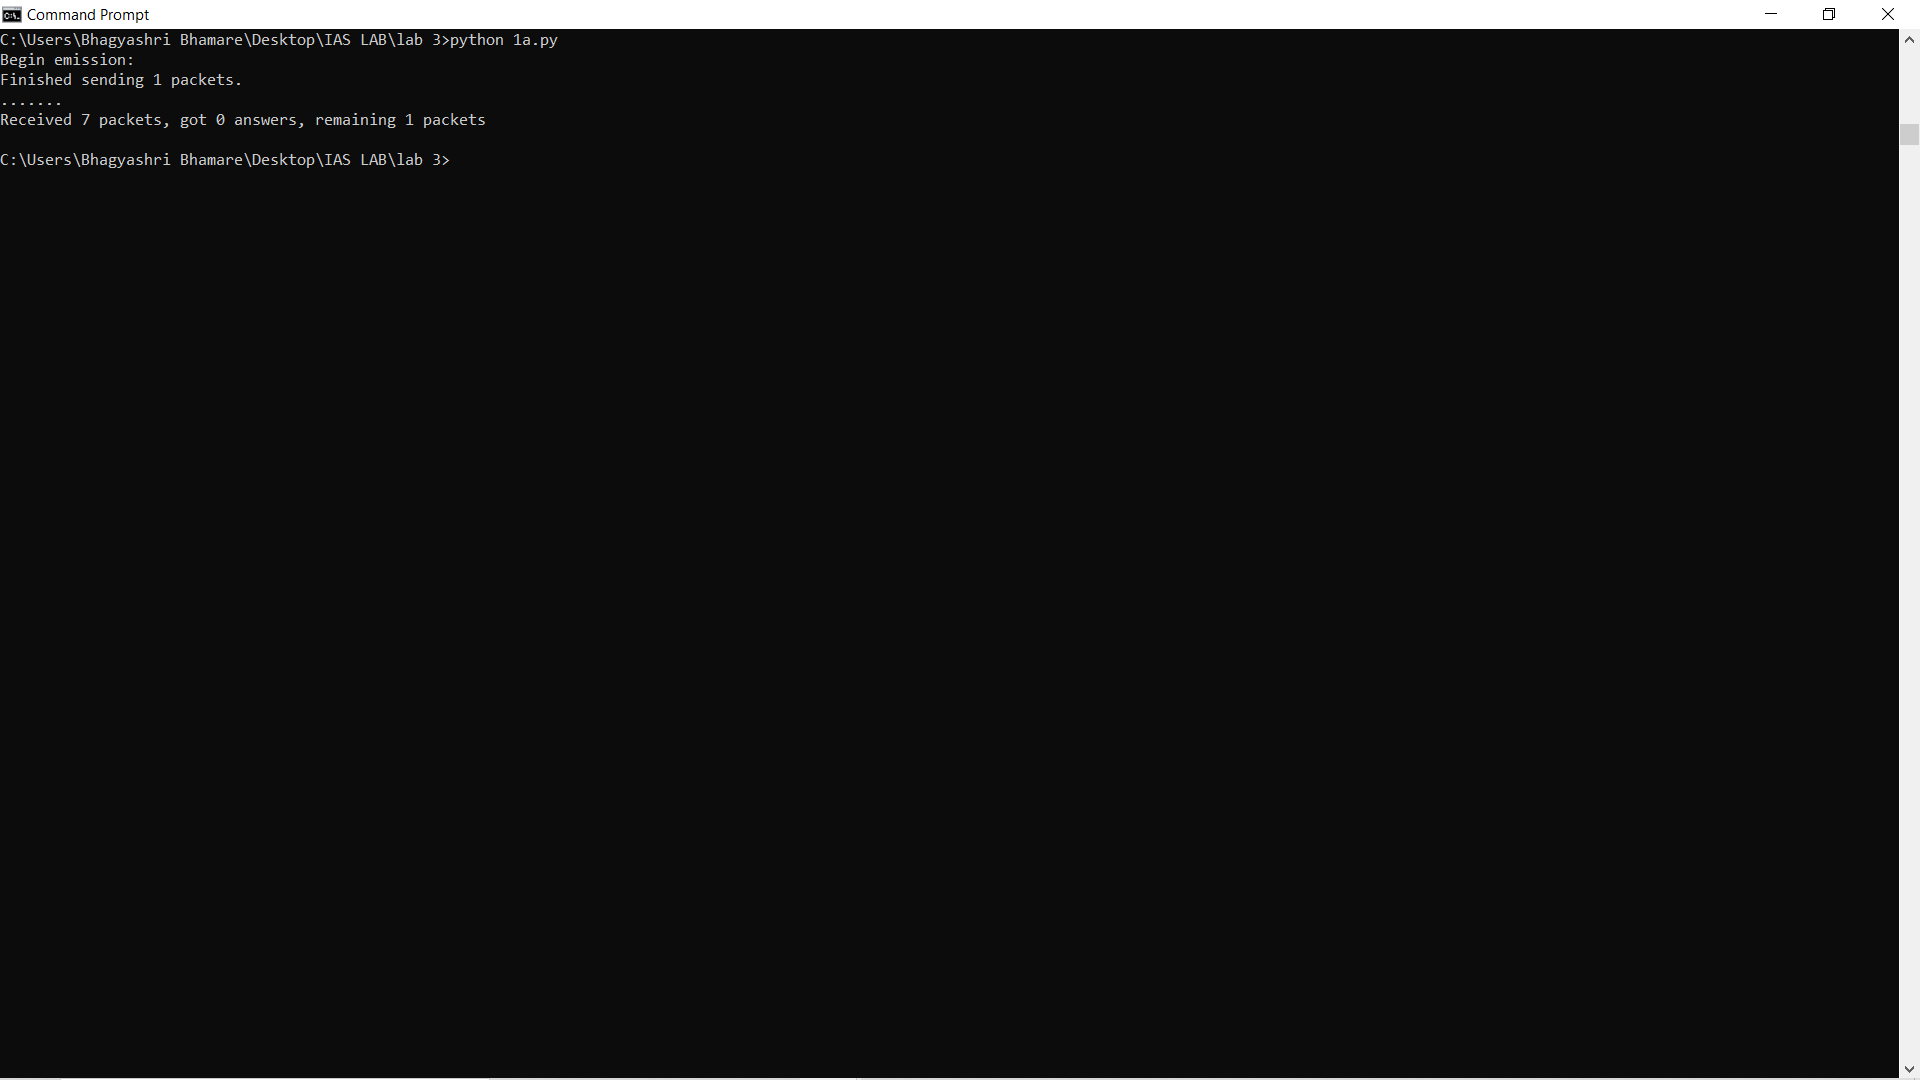 Command Prompt
C:\Users\Bhagyashri Bhamare\Desktop\IAS LAB\lab 3>python 1a.py
Begin emission:
Finished sending 1 packets.
.......
Received 7 packets, got 0 answers, remaining 1 packets
C:\Users\Bhagyashri Bhamare\Desktop\IAS LAB\lab 3>